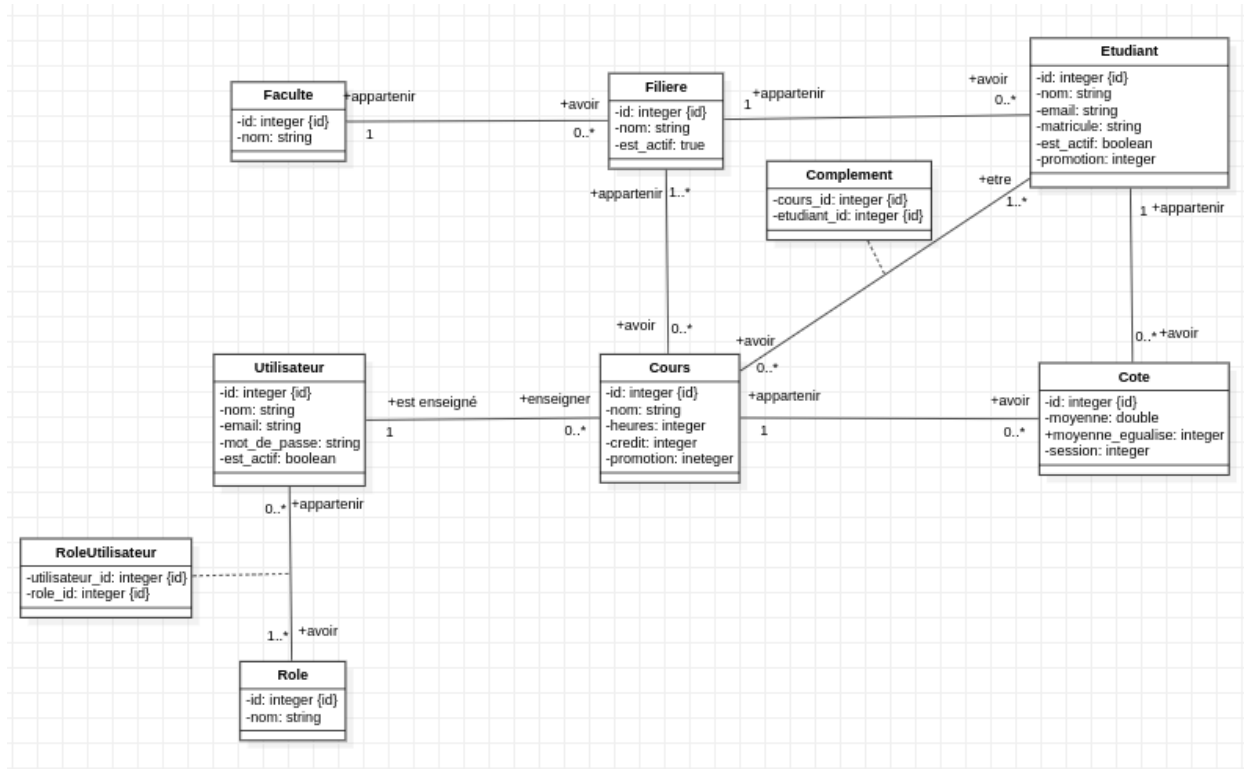 Faculte
-id: integer {id}
-nom: string
+appartenir
1
+avoir
0..*
Filiere
-id: integer {id}
-nom: string
-est_actif: true
1
+appartenir
+avoir
0..*
Etudiant
-id: integer {id}
-nom: string
-email: string
-matricule: string
-est_actif: boolean
-promotion: integer
+appartenir
1..*
Complement
-cours_id: integer {id}
-etudiant_id: integer {id}
+etre
1..*
1
+appartenir
+avoir
0..*
+avoir
0..*
0..*
+avoir
Utilisateur
-id: integer {id}
-nom: string
-email: string
-mot_de_passe: string
-est_actif: boolean
+est enseigné
1
+enseigner
0..*
Cours
-id: integer {id}
-nom: string
-heures: integer
-credit: integer
-promotion: ineteger
+appartenir
1
+avoir
0..*
Cote
-id: integer {id}
-moyenne: double
+moyenne_egualise: integer
-session: integer
0..*
+appartenir
RoleUtilisateur
-utilisateur_id: integer {id}
-role_id: integer {id}
1..*
+avoir
Role
-id: integer {id}
-nom: string